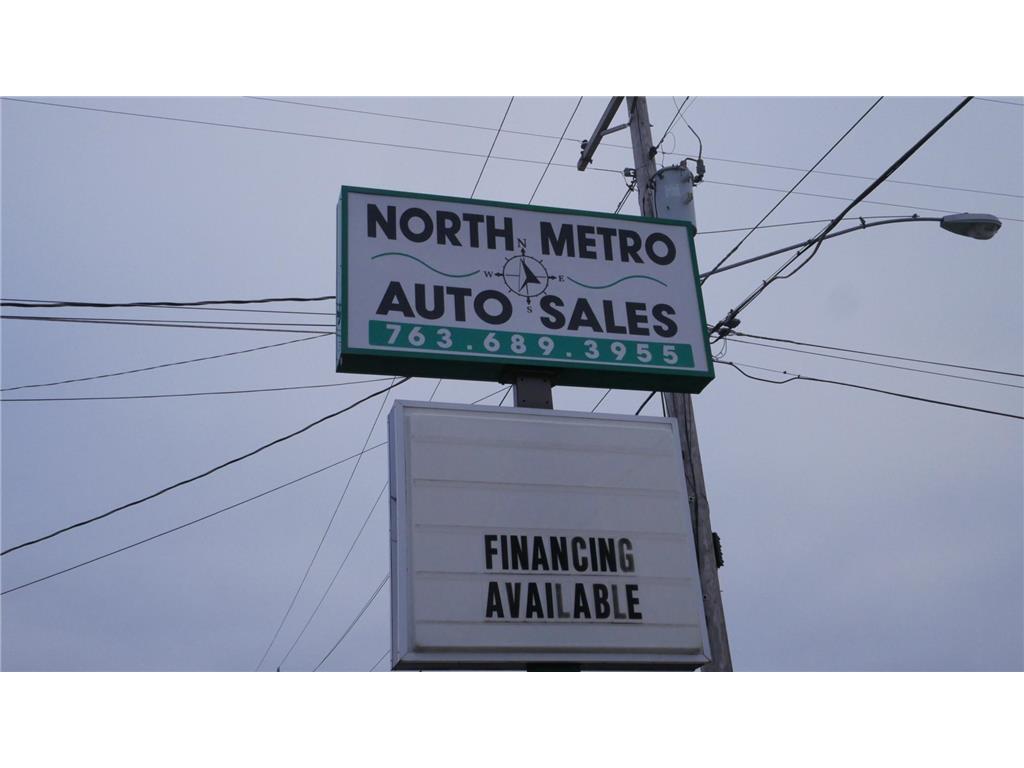 NORTH METRO
N
W E
S
AUTO SALES
763.689.3955
FINANCING
AVAILABLE